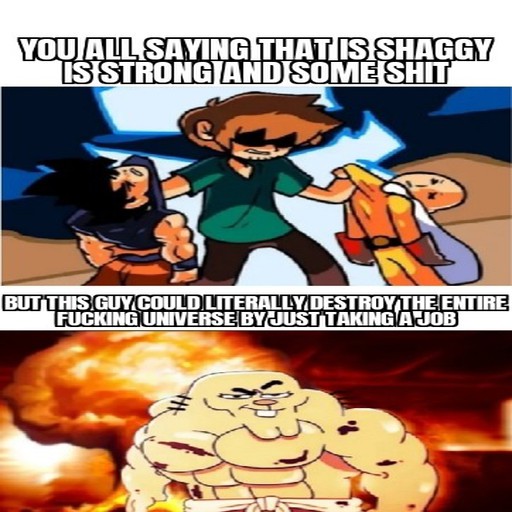 YOU ALL SAYING THAT IS SHAGGY
IS STRONG AND SOME SHIT
BUT THIS GUY COULD LITERALLY DESTROY THE ENTIRE
FUCKING UNIVERSE BY JUST TAKING A JOB